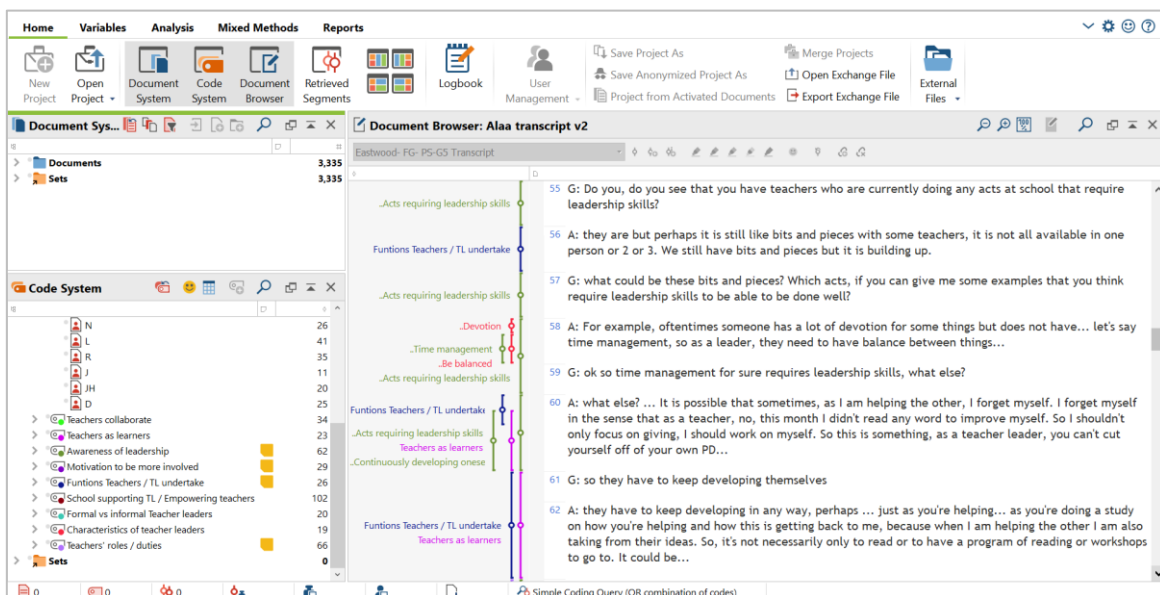 Home Variables Analysis Mixed Methods Reports
New Project
Open Project
Document System
Code System
Document Browser
Retrieved Segments
Logbook
User Management
Save Project As
Save Anonymized Project As
Project from Activated Documents
Merge Projects
Open Exchange File
Export Exchange File
External Files
Document Sys...
Documents 3,335
Sets 3,335
Code System
N 26
L 41
R 35
J 11
JH 20
D 25
Teachers collaborate 34
Teachers as learners 23
Awareness of leadership 62
Motivation to be more involved 29
Funtions Teachers / TL undertake 26
School supporting TL / Empowering teachers 102
Formal vs informal Teacher leaders 20
Characteristics of teacher leaders 19
Teachers' roles / duties 66
Sets 0
Document Browser: Alaa transcript v2
Eastwood- FG- PS-G5 Transcript
..Acts requiring leadership skills
Funtions Teachers / TL undertake
..Acts requiring leadership skills
..Devotion
..Time management
..Be balanced
..Acts requiring leadership skills
Funtions Teachers / TL undertake
..Acts requiring leadership skills
Teachers as learners
..Continuously developing onese
Funtions Teachers / TL undertake
Teachers as learners
55 G: Do you, do you see that you have teachers who are currently doing any acts at school that require
leadership skills?
56 A: they are but perhaps it is still like bits and pieces with some teachers, it is not all available in one
person or 2 or 3. We still have bits and pieces but it is building up.
57 G: what could be these bits and pieces? Which acts, if you can give me some examples that you think
require leadership skills to be able to be done well?
58 A: For example, oftentimes someone has a lot of devotion for some things but does not have... let's say
time management, so as a leader, they need to have balance between things...
59 G: ok so time management for sure requires leadership skills, what else?
60 A: what else? ... It is possible that sometimes, as I am helping the other, I forget myself. I forget myself
in the sense that as a teacher, no, this month I didn't read any word to improve myself. So I shouldn't
only focus on giving, I should work on myself. So this is something, as a teacher leader, you can't cut
yourself off of your own PD...
61 G: so they have to keep developing themselves
62 A: they have to keep developing in any way, perhaps ... just as you're helping... as you're doing a study
on how you're helping and how this is getting back to me, because when I am helping the other I am also
taking from their ideas. So, it's not necessarily only to read or to have a program of reading or workshops
to go to. It could be...
0 0 0 Simple Coding Query (OR combination of codes)